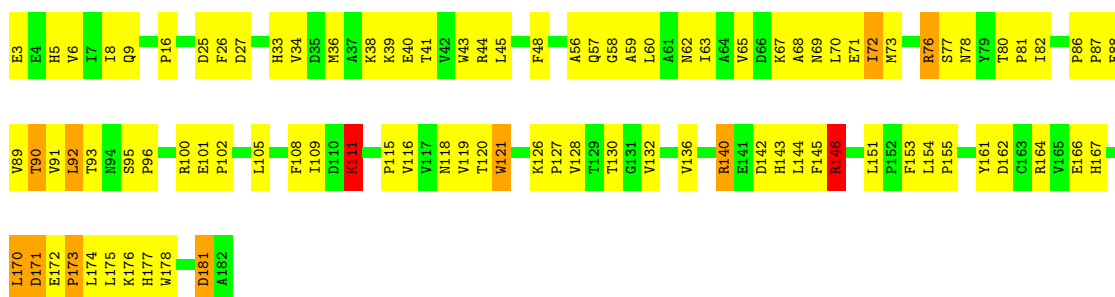 E3 E4 H5 V6 I7 I8 Q9 P16 D25 F26 D27 H33 V34 D35 M36 A37 K38 K39 E40 T41 V42 W43 R44 L45 F48 A56 Q57 G58 A59 L60 A61 N62 I63 A64 V65 D66 K67 A68 N69 L70 E71 I72 M73 R76 S77 N78 Y79 T80 P81 I82 P86 P87
V89 T90 V91 L92 T93 N94 S95 P96 R100 E101 P102 L105 F108 I109 D110 K111 P115 V116 V117 N118 V119 T120 W121 K126 P127 V128 T129 T130 G131 V132 V136 R140 E141 D142 H143 L144 F145 R146 L151 P152 F153 L154 P155 Y161 D162 C163 R164 V165 E166 H167
L170 D171 E172 P173 L174 L175 K176 H177 W178 D181 A182